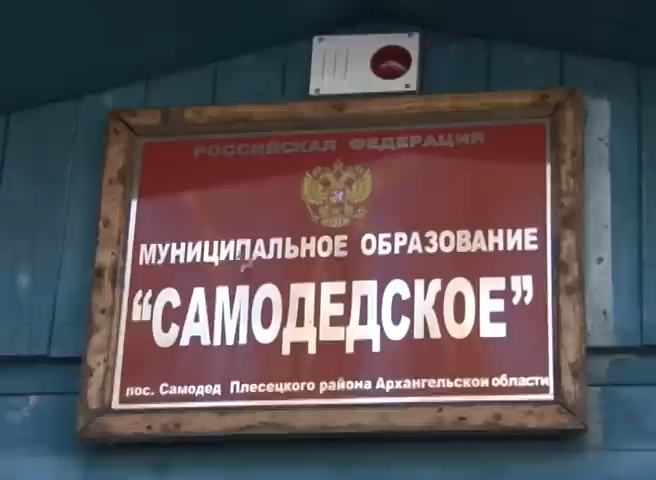 РОССИЙСКАЯ ФЕДЕРАЦИЯ
МУНИЦИПАЛЬНОЕ ОБРАЗОВАНИЕ
“САМОДЕДСКОЕ”
пос. Самодед Плесецкого района Архангельской области